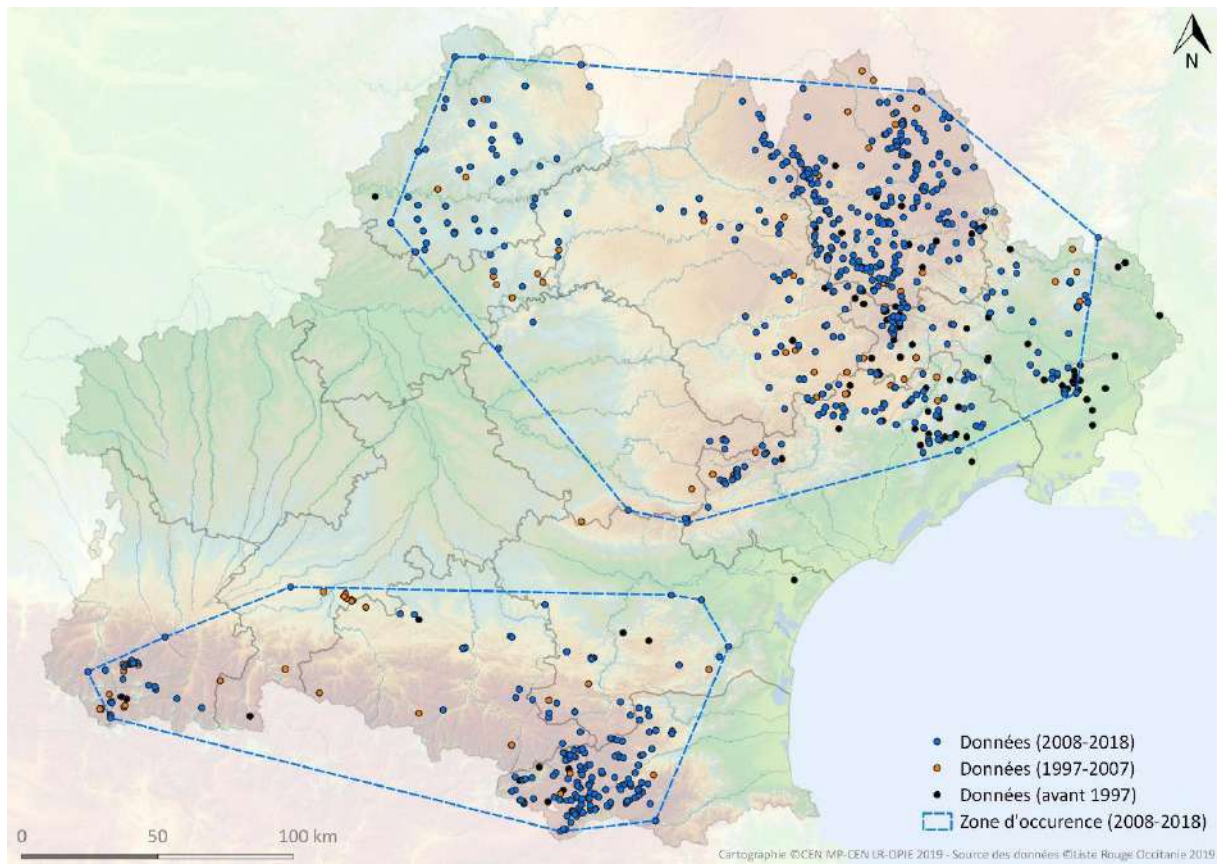 N
Données (2008-2018)
Données (1997-2007)
Données (avant 1997)
Zone d'occurence (2008-2018)
0 50 100 km
Cartographie ©CEN MP-CEN LR-OPIE 2019 - Source des données ©Liste Rouge Occitanie 2019